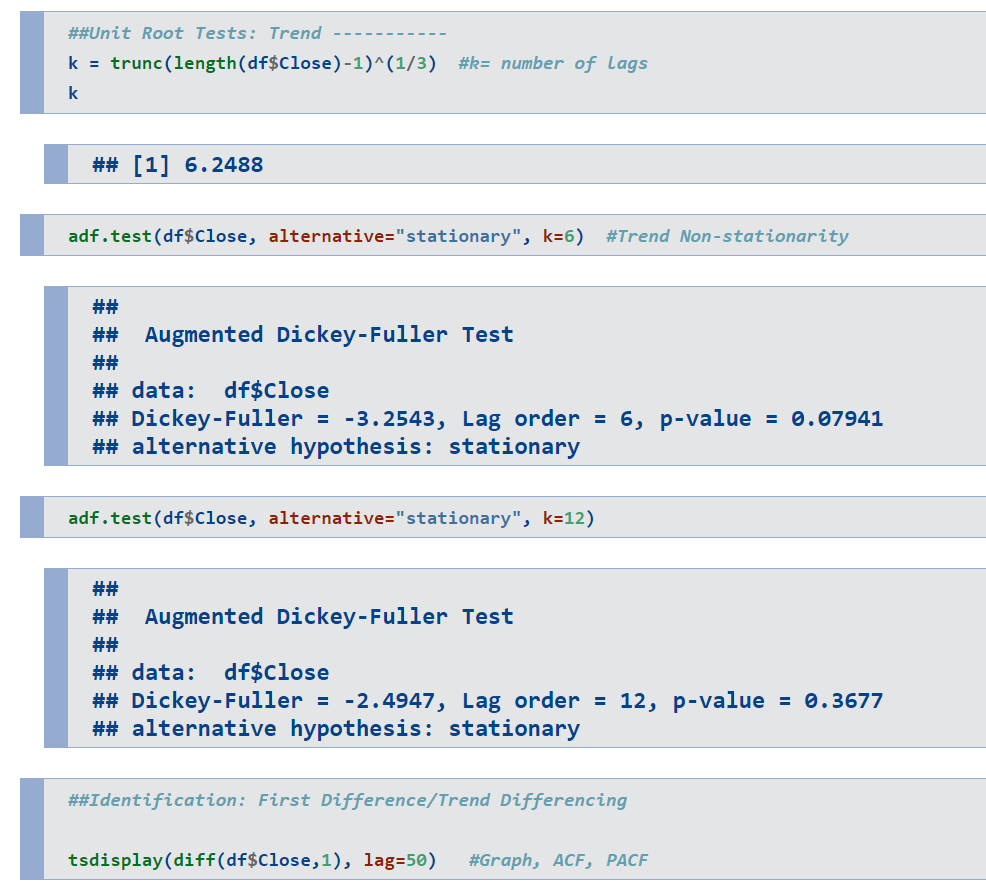 ##Unit Root Tests: Trend -----------
k = trunc(length(df$Close)-1)^(1/3)  #k= number of lags
k
## [1] 6.2488
adf.test(df$Close, alternative="stationary", k=6)  #Trend Non-stationarity
##
##  Augmented Dickey-Fuller Test
##
## data:  df$Close
## Dickey-Fuller = -3.2543, Lag order = 6, p-value = 0.07941
## alternative hypothesis: stationary
adf.test(df$Close, alternative="stationary", k=12)
##
##  Augmented Dickey-Fuller Test
##
## data:  df$Close
## Dickey-Fuller = -2.4947, Lag order = 12, p-value = 0.3677
## alternative hypothesis: stationary
##Identification: First Difference/Trend Differencing
tsdisplay(diff(df$Close,1), lag=50)   #Graph, ACF, PACF